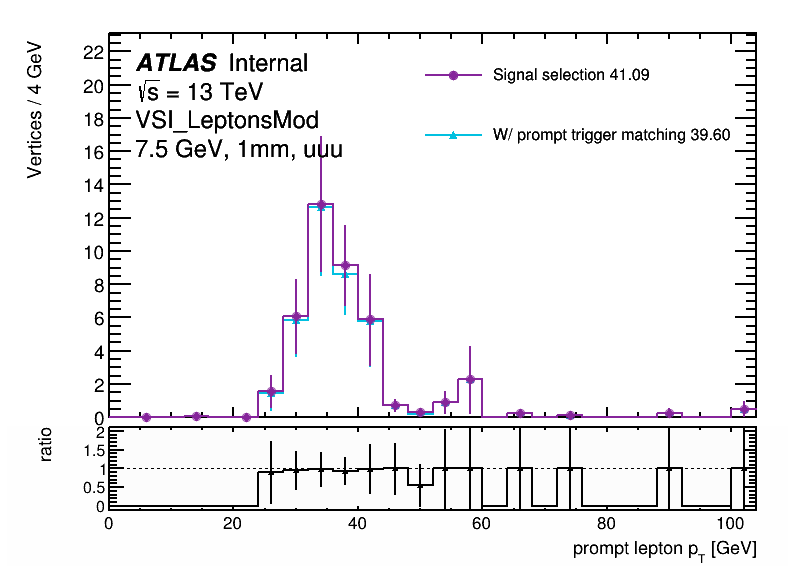 Vertices / 4 GeV
22
20
18
16
14
12
10
8
6
4
2
0
ATLAS Internal
√s = 13 TeV
VSI_LeptonsMod
7.5 GeV, 1mm, uuu
Signal selection 41.09
W/ prompt trigger matching 39.60
ratio
2
1.5
1
0.5
0
0 20 40 60 80 100
prompt lepton p_T [GeV]